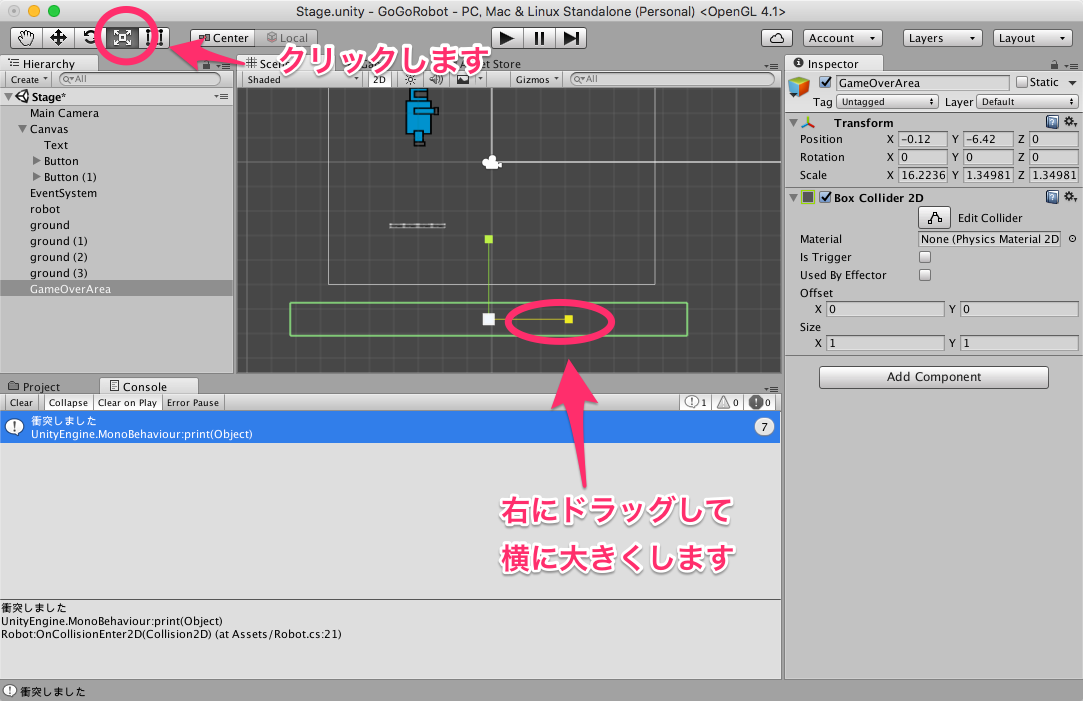 Stage.unity - GoGoRobot - PC, Mac & Linux Standalone (Personal) <OpenGL 4.1>
Center
Local
Account
Layers
Layout
クリックします
Hierarchy
Create
All
Stage*
Main Camera
Canvas
Text
Button
Button (1)
EventSystem
robot
ground
ground (1)
ground (2)
ground (3)
GameOverArea
Shaded
2D
Gizmos
All
右にドラッグして
横に大きくします
Project
Console
Clear
Collapse
Clear on Play
Error Pause
1
0
0
衝突しました
UnityEngine.MonoBehaviour:print(Object)
7
衝突しました
UnityEngine.MonoBehaviour:print(Object)
Robot:OnCollisionEnter2D(Collision2D) (at Assets/Robot.cs:21)
衝突しました
Inspector
GameOverArea
Static
Tag Untagged Layer Default
Transform
Position X -0.12 Y -6.42 Z 0
Rotation X 0 Y 0 Z 0
Scale X 16.2236 Y 1.34981 Z 1.34981
Box Collider 2D
Edit Collider
Material None (Physics Material 2D
Is Trigger
Used By Effector
Offset
X 0 Y 0
Size
X 1 Y 1
Add Component